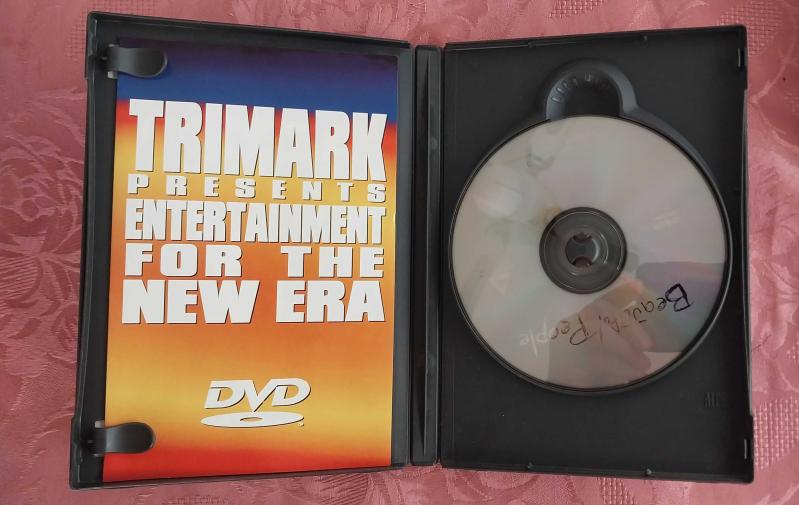 TRIMARK
PRESENTS
ENTERTAINMENT
FOR THE
NEW ERA
DVD
Beautiful People